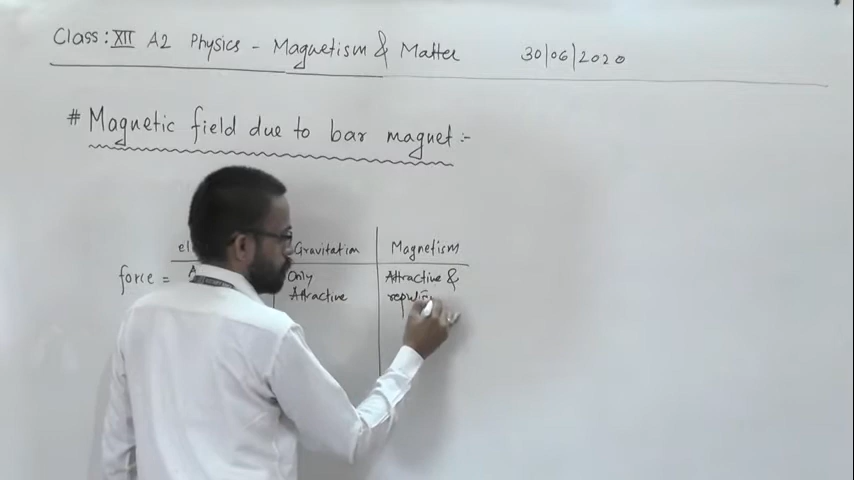 Class: XII A2 Physics - Magnetism & Matter 30/06/2020
# Magnetic field due to bar magnet :-
Gravitation Magnetism
force = Only Attractive &
Attractive